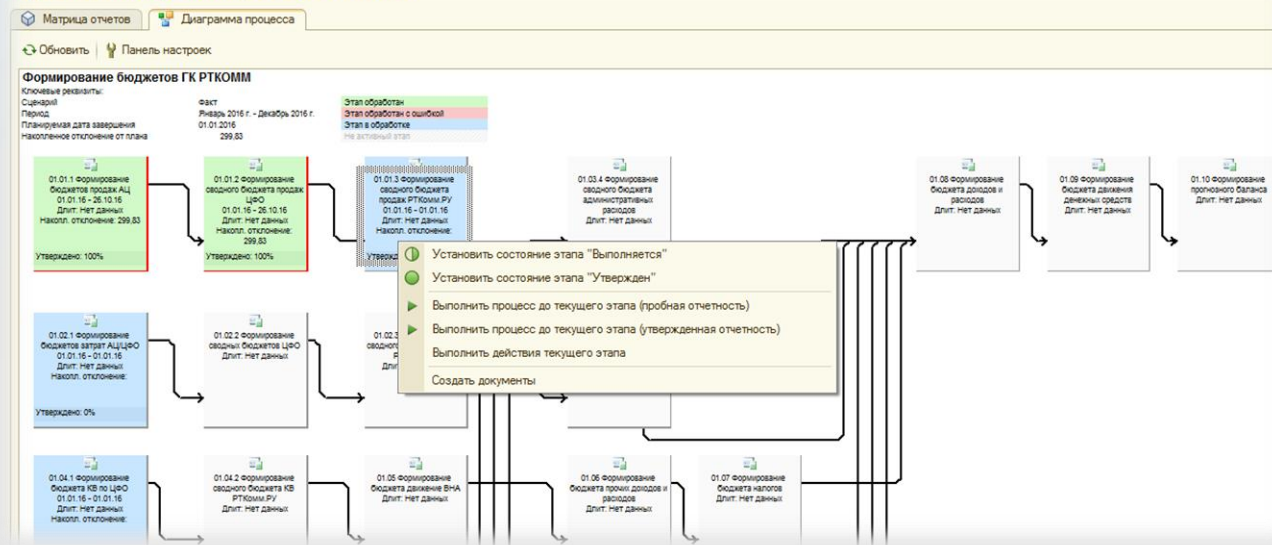 Матрица отчетов
Диаграмма процесса
Обновить
Панель настроек
Формирование бюджетов ГК РТКОММ
Ключевые реквизиты:
Сценарий Факт Этап обработан
Период Январь 2016 г. - Декабрь 2016 г. Этап обработан с ошибкой
Планируемая дата завершения 01.01.2016 Этап в обработке
Накопленное отклонение от плана 299,83 Не активный этап
01.01.1 Формирование
бюджетов продаж АЦ
01.01.16 - 26.10.16
Длит: Нет данных
Накопл. отклонение: 299,83
Утверждено: 100%
01.01.2 Формирование
сводного бюджета продаж
ЦФО
01.01.16 - 26.10.16
Длит: Нет данных
Накопл. отклонение:
299,83
Утверждено: 100%
01.01.3 Формирование
сводного бюджета
продаж РТКомм.РУ
01.01.16 - 01.01.16
Длит: Нет данных
Накопл. отклонение:
01.03.4 Формирование
сводного бюджета
административных
расходов
Длит: Нет данных
01.08 Формирование
бюджета доходов и
расходов
Длит: Нет данных
01.09 Формирование
бюджета движения
денежных средств
Длит: Нет данных
01.10 Формирование
прогнозного баланса
Длит: Нет данных
Установить состояние этапа "Выполняется"
Установить состояние этапа "Утвержден"
Выполнить процесс до текущего этапа (пробная отчетность)
Выполнить процесс до текущего этапа (утвержденная отчетность)
Выполнить действия текущего этапа
Создать документы
01.02.1 Формирование
бюджетов затрат АЦ/ЦФО
01.01.16 - 01.01.16
Длит: Нет данных
Накопл. отклонение:
Утверждено: 0%
01.02.2 Формирование
сводных бюджетов ЦФО
Длит: Нет данных
01.02.3
01.04.1 Формирование
бюджета КВ по ЦФО
01.01.16 - 01.01.16
Длит: Нет данных
Накопл. отклонение:
01.04.2 Формирование
сводного бюджета КВ
РТКомм.РУ
Длит: Нет данных
01.05 Формирование
бюджета движение ВНА
Длит: Нет данных
01.06 Формирование
бюджета прочих доходов и
расходов
Длит: Нет данных
01.07 Формирование
бюджета налогов
Длит: Нет данных